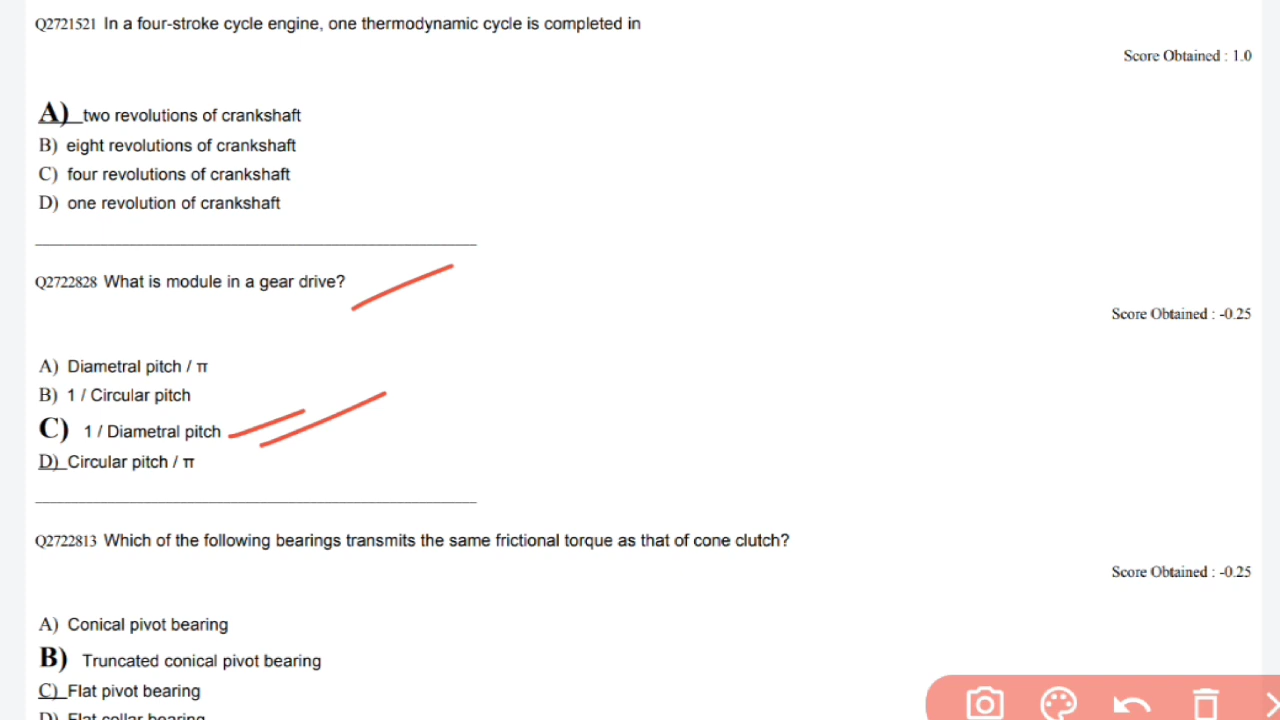 Q2721521 In a four-stroke cycle engine, one thermodynamic cycle is completed in
Score Obtained : 1.0
A) two revolutions of crankshaft
B) eight revolutions of crankshaft
C) four revolutions of crankshaft
D) one revolution of crankshaft
Q2722828 What is module in a gear drive?
Score Obtained : -0.25
A) Diametral pitch / π
B) 1 / Circular pitch
C) 1 / Diametral pitch
D) Circular pitch / π
Q2722813 Which of the following bearings transmits the same frictional torque as that of cone clutch?
Score Obtained : -0.25
A) Conical pivot bearing
B) Truncated conical pivot bearing
C) Flat pivot bearing
D) Flat collar bearing